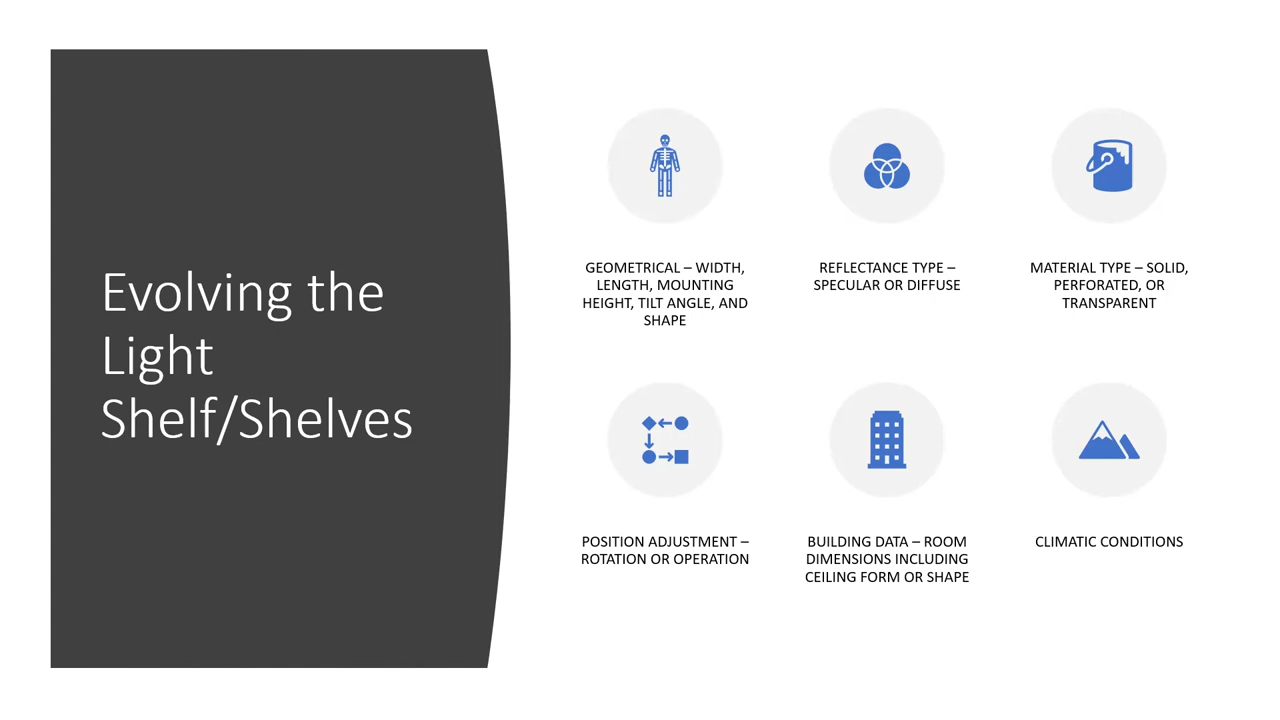 Evolving the
Light
Shelf/Shelves
GEOMETRICAL – WIDTH,
LENGTH, MOUNTING
HEIGHT, TILT ANGLE, AND
SHAPE
REFLECTANCE TYPE –
SPECULAR OR DIFFUSE
MATERIAL TYPE – SOLID,
PERFORATED, OR
TRANSPARENT
POSITION ADJUSTMENT –
ROTATION OR OPERATION
BUILDING DATA – ROOM
DIMENSIONS INCLUDING
CEILING FORM OR SHAPE
CLIMATIC CONDITIONS